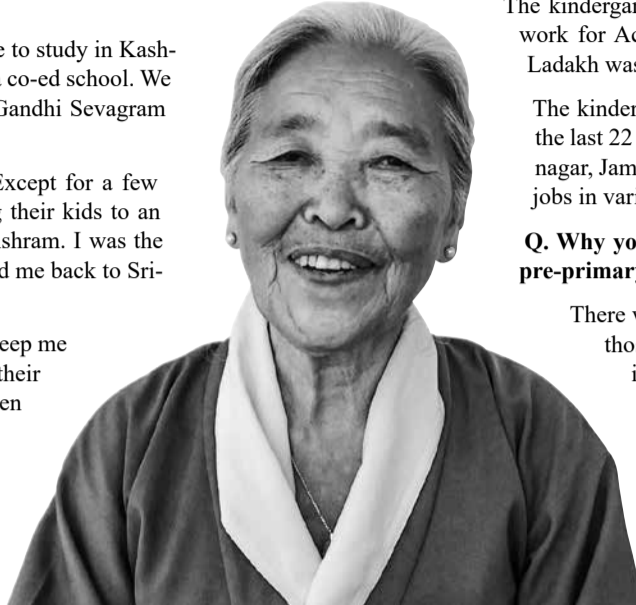 e to study in Kash-
co-ed school. We
Gandhi Sevagram
Except for a few
their kids to an
shram. I was the
d me back to Sri-
eep me
their
en
The kindergar
work for Ac
Ladakh was
The kinder
the last 22
nagar, Jam
jobs in vari
Q. Why yo
pre-primary
There
tho
i